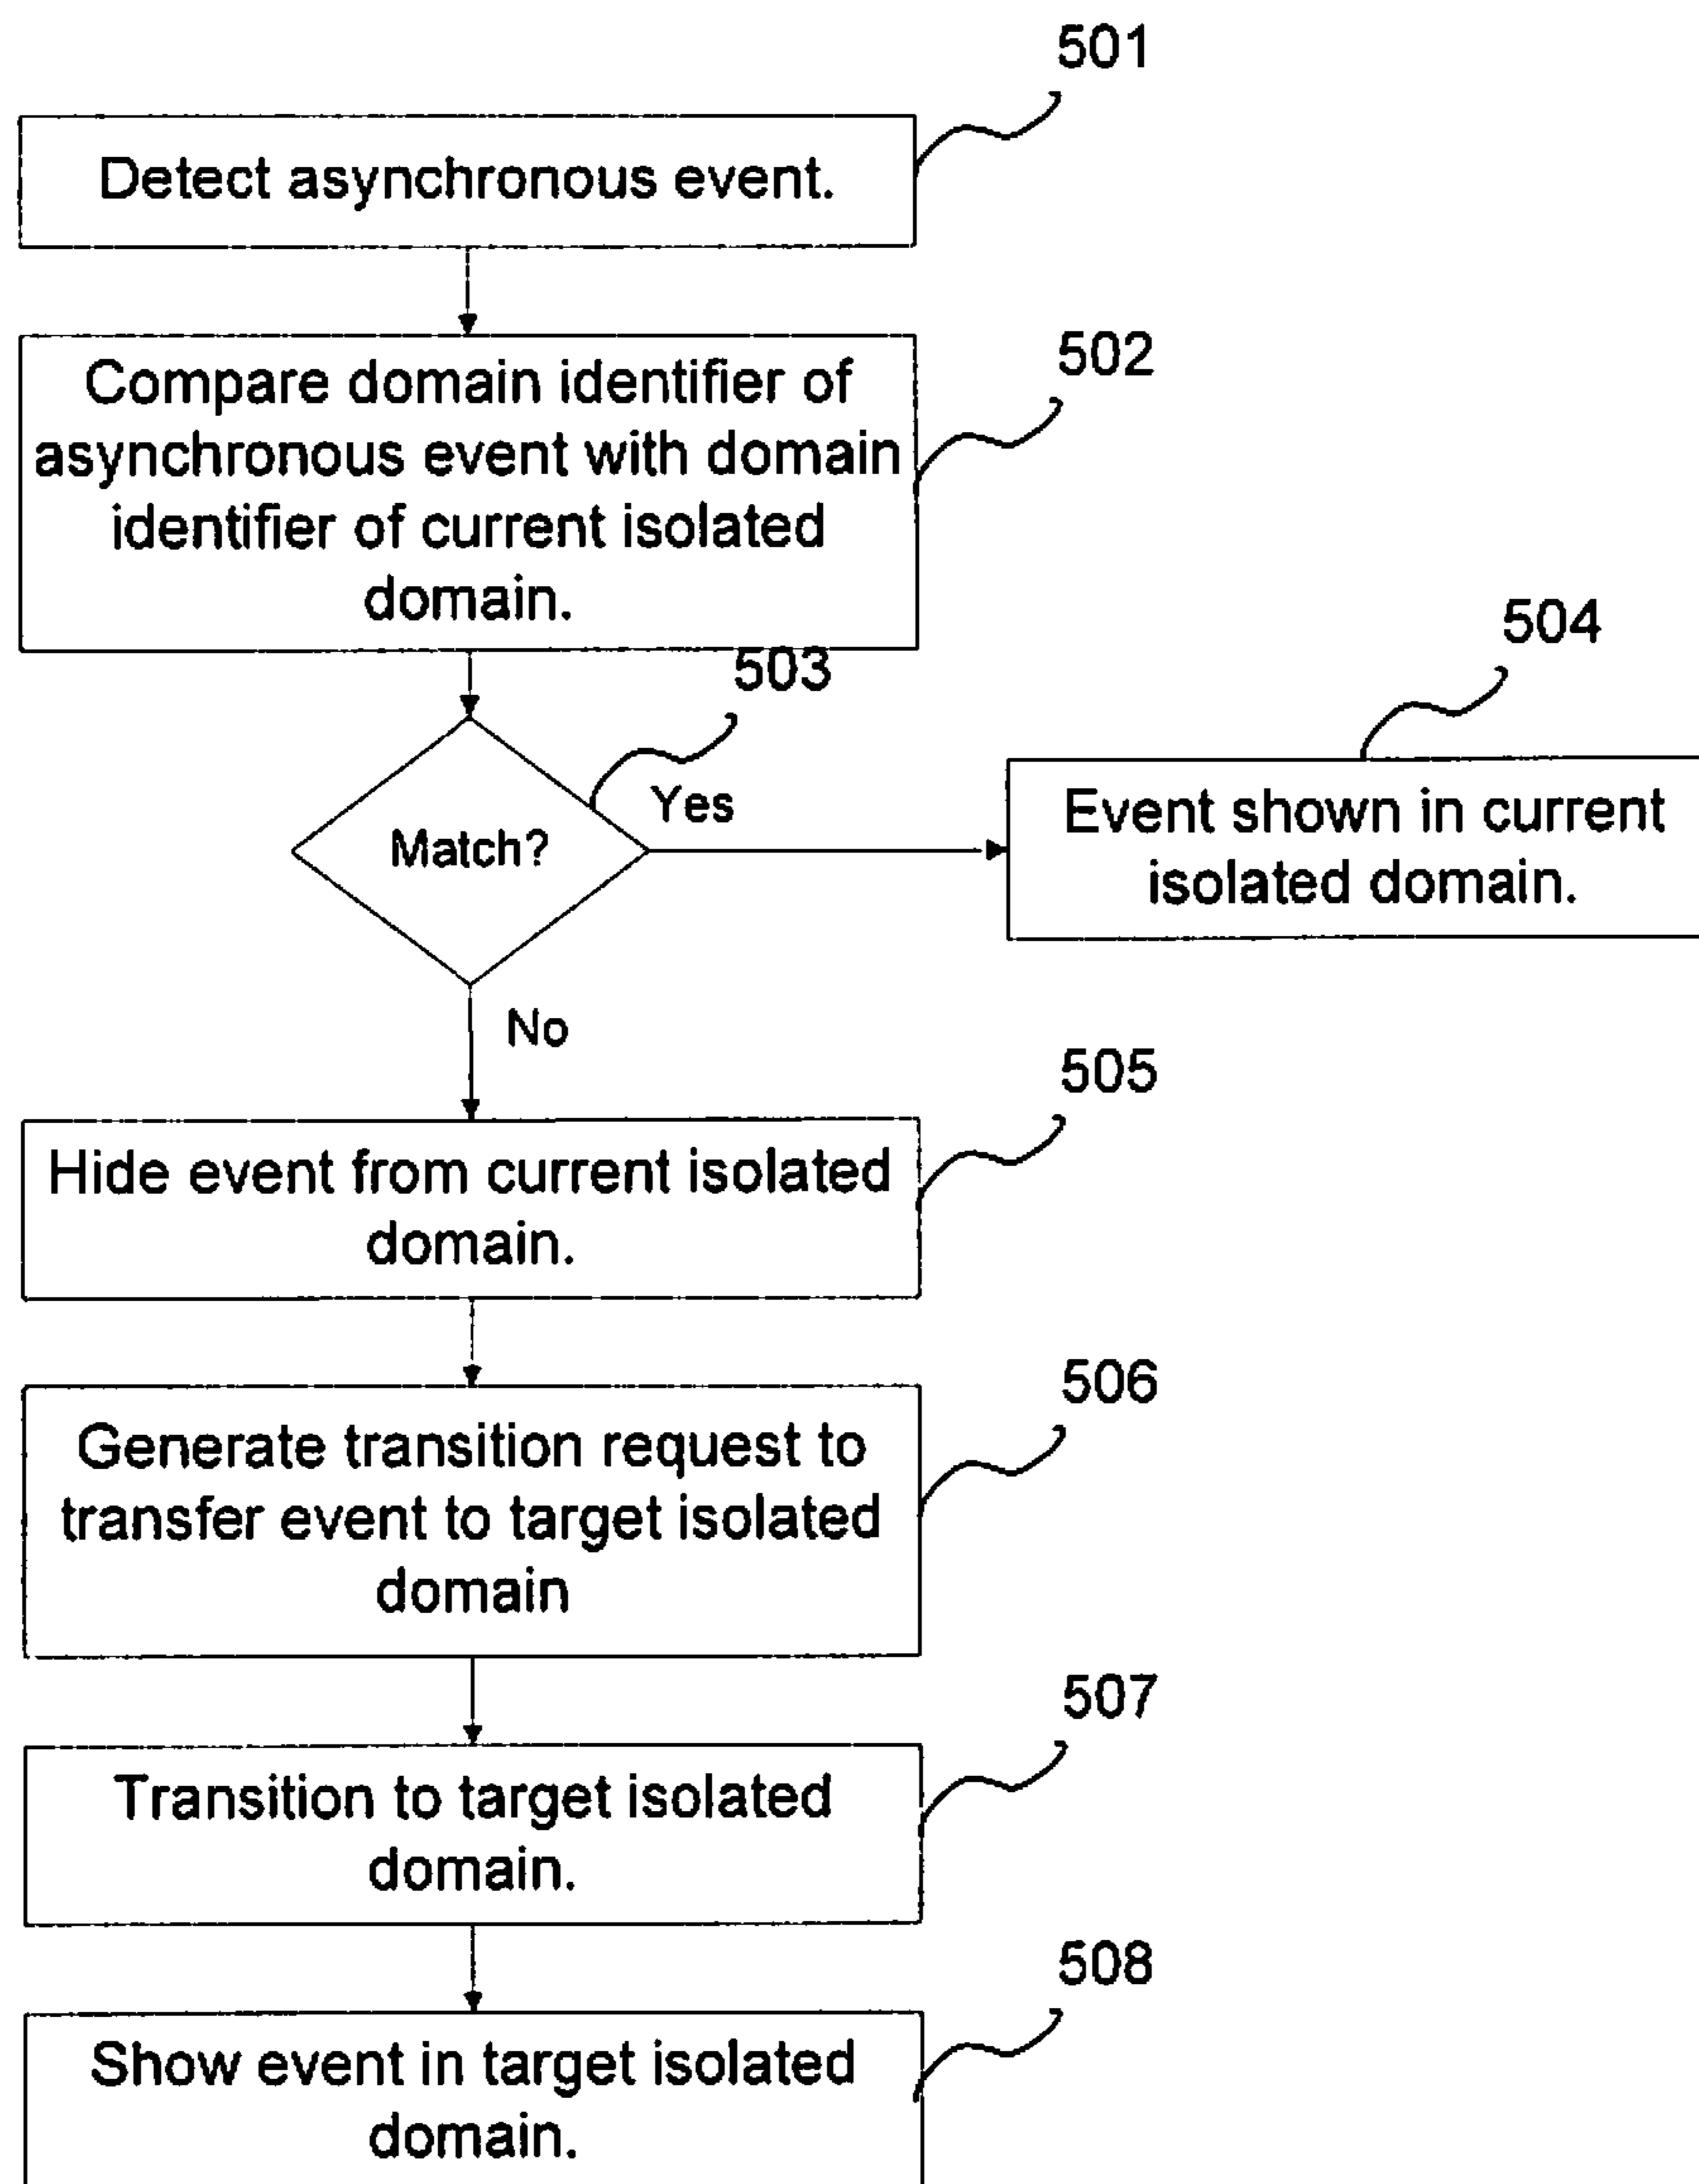 501
Detect asynchronous event.
502
Compare domain identifier of
asynchronous event with domain
identifier of current isolated
domain.
503
504
Match?
Yes
Event shown in current
isolated domain.
No
505
Hide event from current isolated
domain.
506
Generate transition request to
transfer event to target isolated
domain
507
Transition to target isolated
domain.
508
Show event in target isolated
domain.